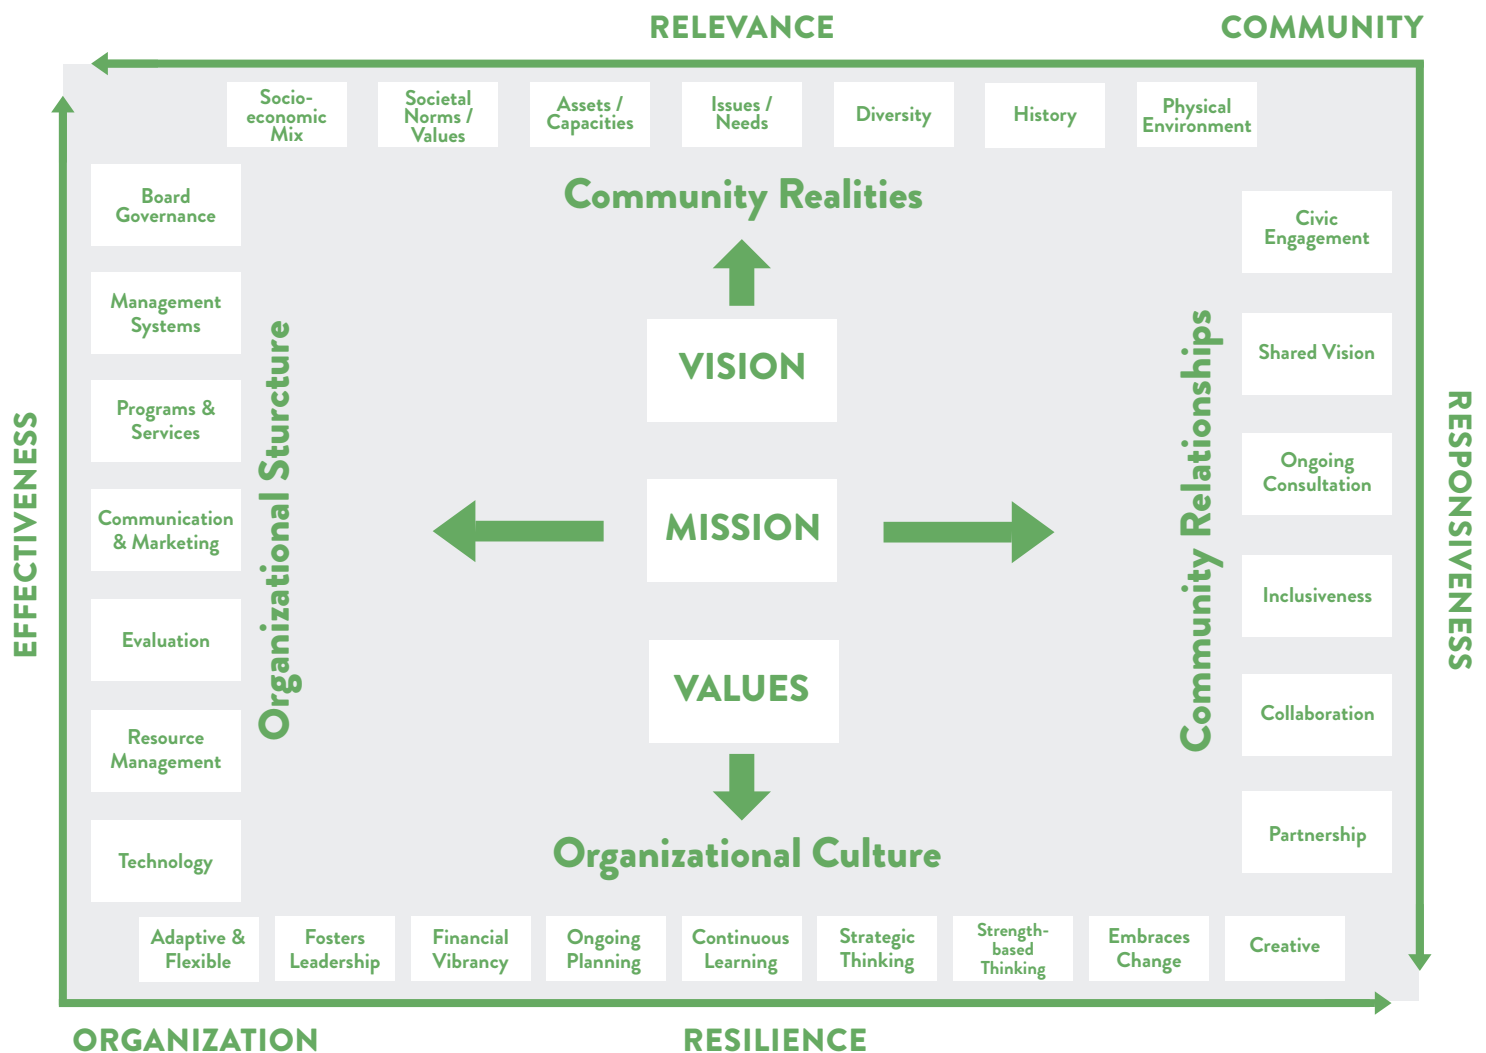 RELEVANCE
COMMUNITY
Socio-
economic
Mix
Societal
Norms /
Values
Assets /
Capacities
Issues /
Needs
Diversity
History
Physical
Environment
Community Realities
EFFECTIVENESS
Board
Governance
Management
Systems
Programs &
Services
Communication
& Marketing
Evaluation
Resource
Management
Technology
Organizational Sturcture
VISION
MISSION
VALUES
Community Relationships
Civic
Engagement
Shared Vision
Ongoing
Consultation
Inclusiveness
Collaboration
Partnership
RESPONSIVENESS
Organizational Culture
Adaptive &
Flexible
Fosters
Leadership
Financial
Vibrancy
Ongoing
Planning
Continuous
Learning
Strategic
Thinking
Strength-
based
Thinking
Embraces
Change
Creative
ORGANIZATION
RESILIENCE